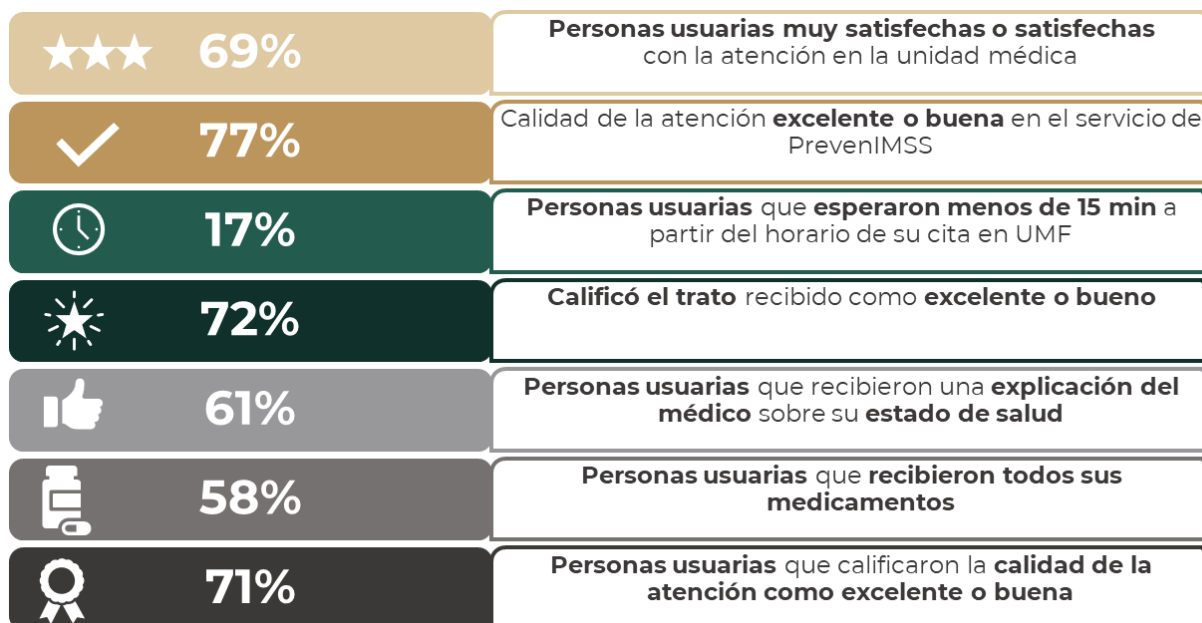 69%
Personas usuarias muy satisfechas o satisfechas
con la atención en la unidad médica
77%
Calidad de la atención excelente o buena en el servicio de
PrevenIMSS
17%
Personas usuarias que esperaron menos de 15 min a
partir del horario de su cita en UMF
72%
Calificó el trato recibido como excelente o bueno
61%
Personas usuarias que recibieron una explicación del
médico sobre su estado de salud
58%
Personas usuarias que recibieron todos sus
medicamentos
71%
Personas usuarias que calificaron la calidad de la
atención como excelente o buena